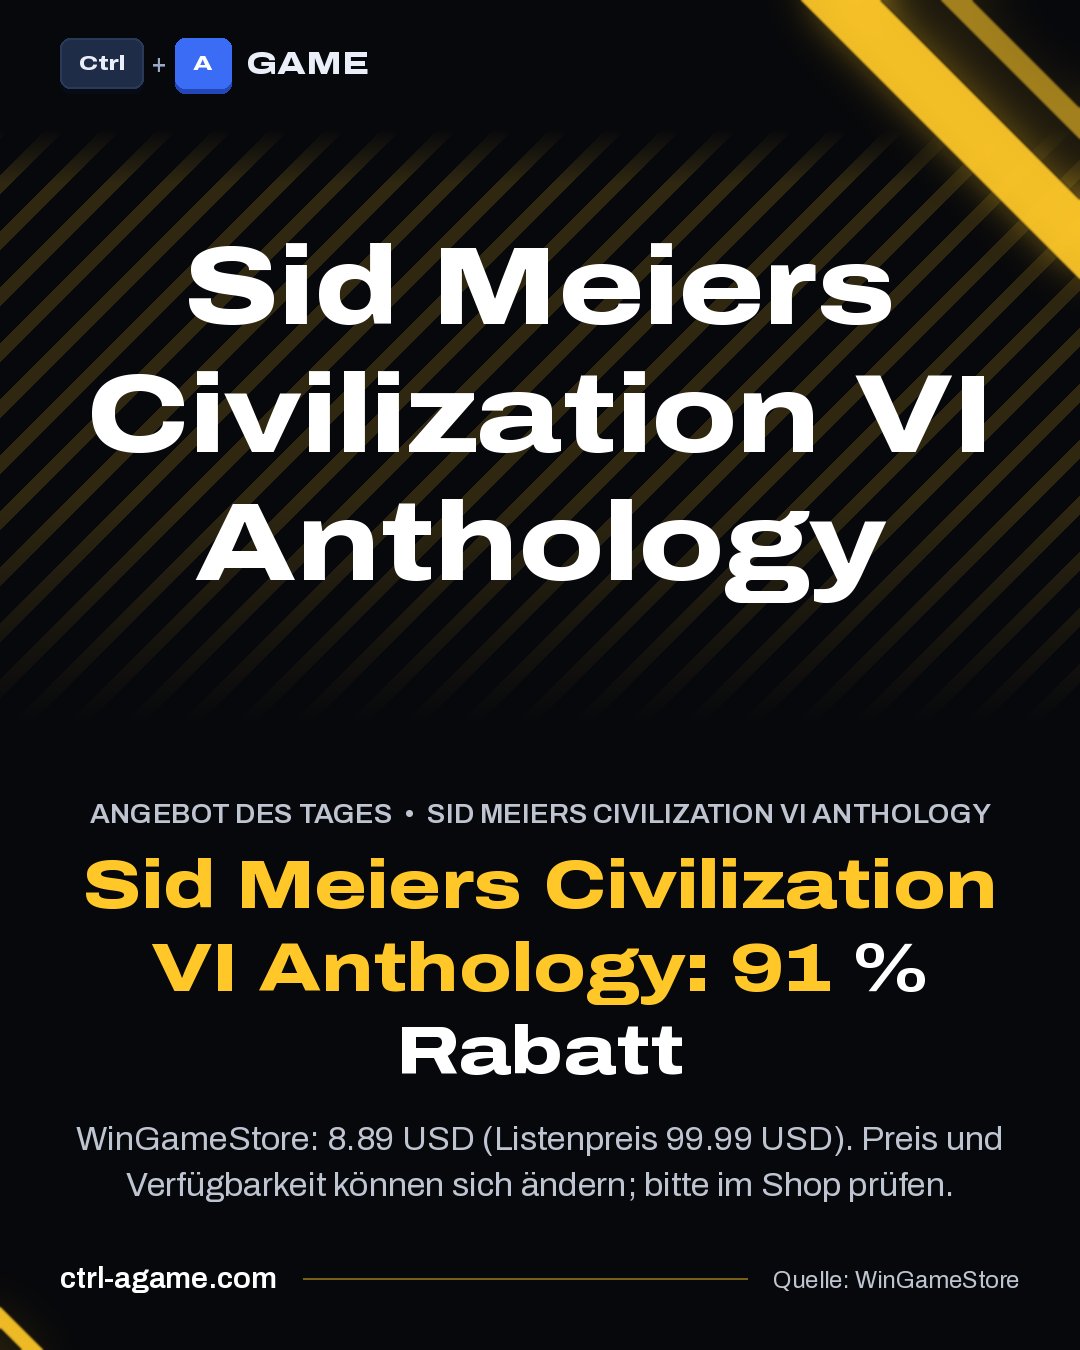 Ctrl + A GAME
Sid Meiers
Civilization VI
Anthology
ANGEBOT DES TAGES • SID MEIERS CIVILIZATION VI ANTHOLOGY
Sid Meiers Civilization
VI Anthology: 91 %
Rabatt
WinGameStore: 8.89 USD (Listenpreis 99.99 USD). Preis und
Verfügbarkeit können sich ändern; bitte im Shop prüfen.
ctrl-agame.com
Quelle: WinGameStore